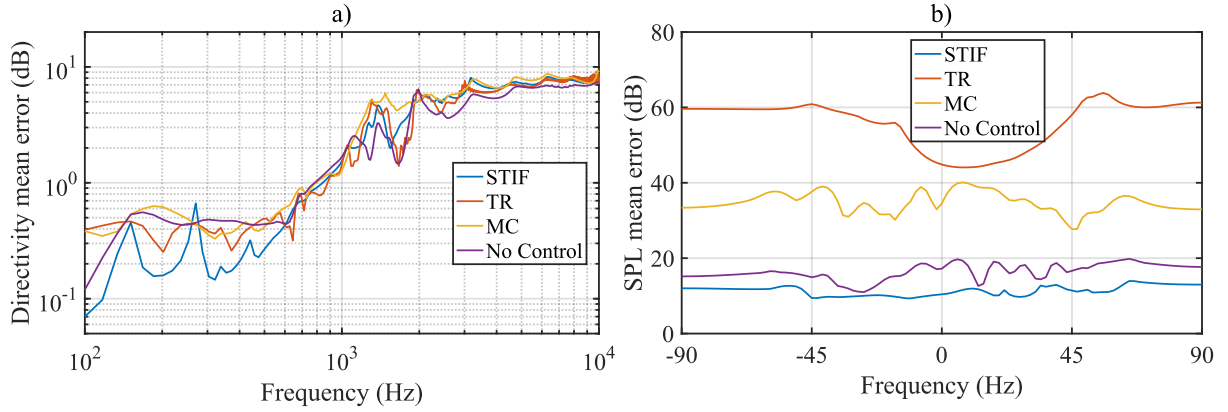 a)
Directivity mean error (dB)
10^1
10^0
10^-1
STIF
TR
MC
No Control
10^2
10^3
10^4
Frequency (Hz)
b)
SPL mean error (dB)
80
60
40
20
0
STIF
TR
MC
No Control
-90
-45
0
45
90
Frequency (Hz)